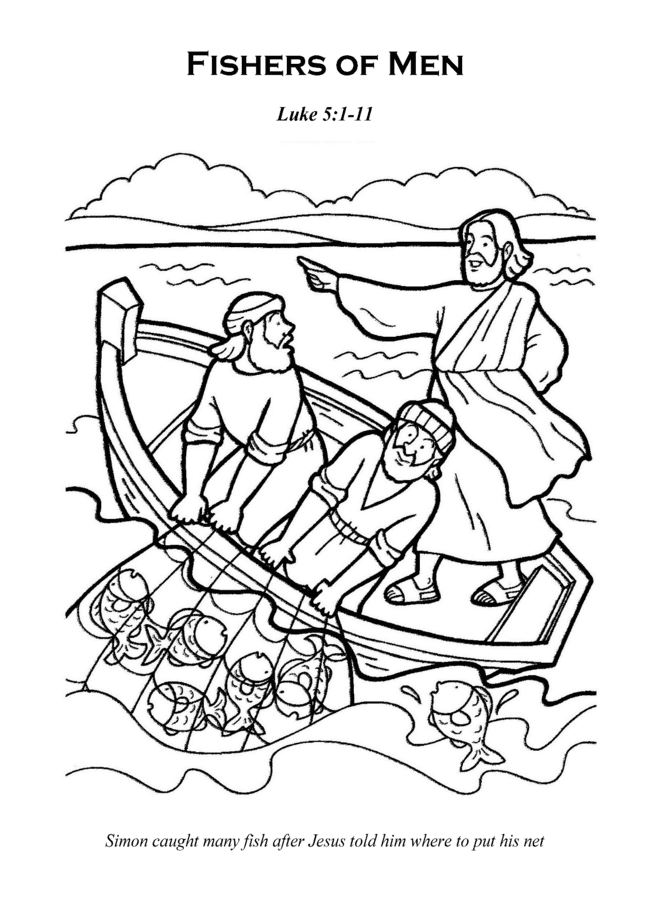 Fishers of Men
Luke 5:1-11
Simon caught many fish after Jesus told him where to put his net